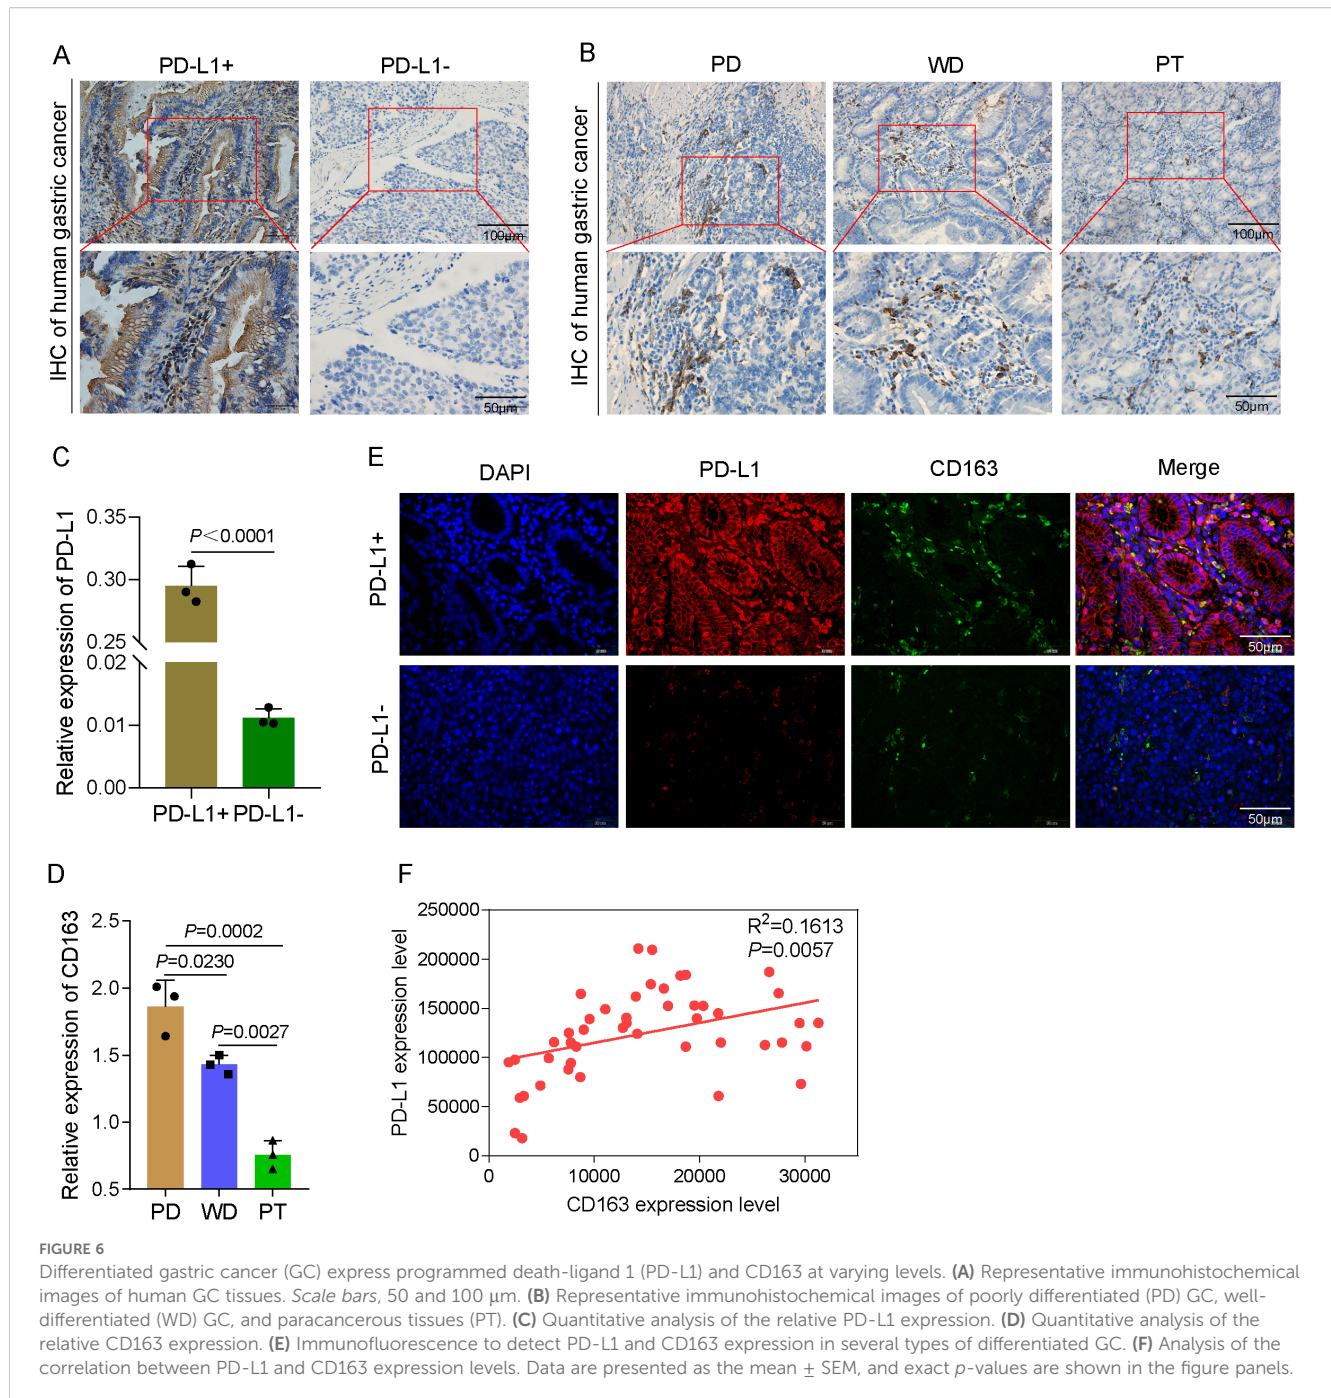 A
PD-L1+
PD-L1-
IHC of human gastric cancer
100μm
50μm
B
PD
WD
PT
IHC of human gastric cancer
100μm
50μm
C
Relative expression of PD-L1
0.35
0.30
0.25
0.02
0.01
0.00
P<0.0001
PD-L1+
PD-L1-
E
DAPI
PD-L1
CD163
Merge
PD-L1+
50μm
PD-L1-
50μm
D
Relative expression of CD163
2.5
2.0
1.5
1.0
0.5
P=0.0002
P=0.0230
P=0.0027
PD
WD
PT
F
PD-L1 expression level
250000
200000
150000
100000
50000
0
R²=0.1613
P=0.0057
0
10000
20000
30000
CD163 expression level
FIGURE 6
Differentiated gastric cancer (GC) express programmed death-ligand 1 (PD-L1) and CD163 at varying levels. (A) Representative immunohistochemical
images of human GC tissues. Scale bars, 50 and 100 μm. (B) Representative immunohistochemical images of poorly differentiated (PD) GC, well-
differentiated (WD) GC, and paracancerous tissues (PT). (C) Quantitative analysis of the relative PD-L1 expression. (D) Quantitative analysis of the
relative CD163 expression. (E) Immunofluorescence to detect PD-L1 and CD163 expression in several types of differentiated GC. (F) Analysis of the
correlation between PD-L1 and CD163 expression levels. Data are presented as the mean ± SEM, and exact p-values are shown in the figure panels.